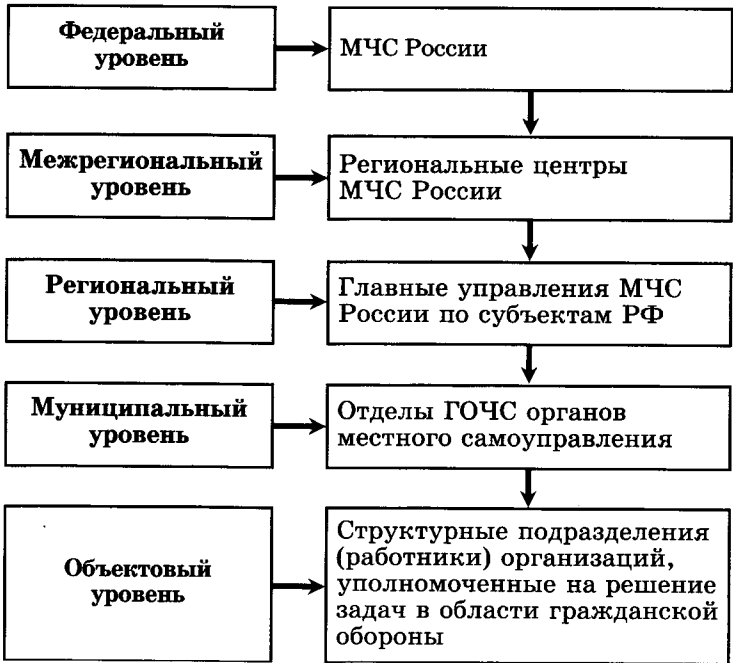 Федеральный
уровень
МЧС России
Межрегиональный
уровень
Региональные центры
МЧС России
Региональный
уровень
Главные управления МЧС
России по субъектам РФ
Муниципальный
уровень
Отделы ГОЧС органов
местного самоуправления
Объектовый
уровень
Структурные подразделения
(работники) организаций,
уполномоченные на решение
задач в области гражданской
обороны